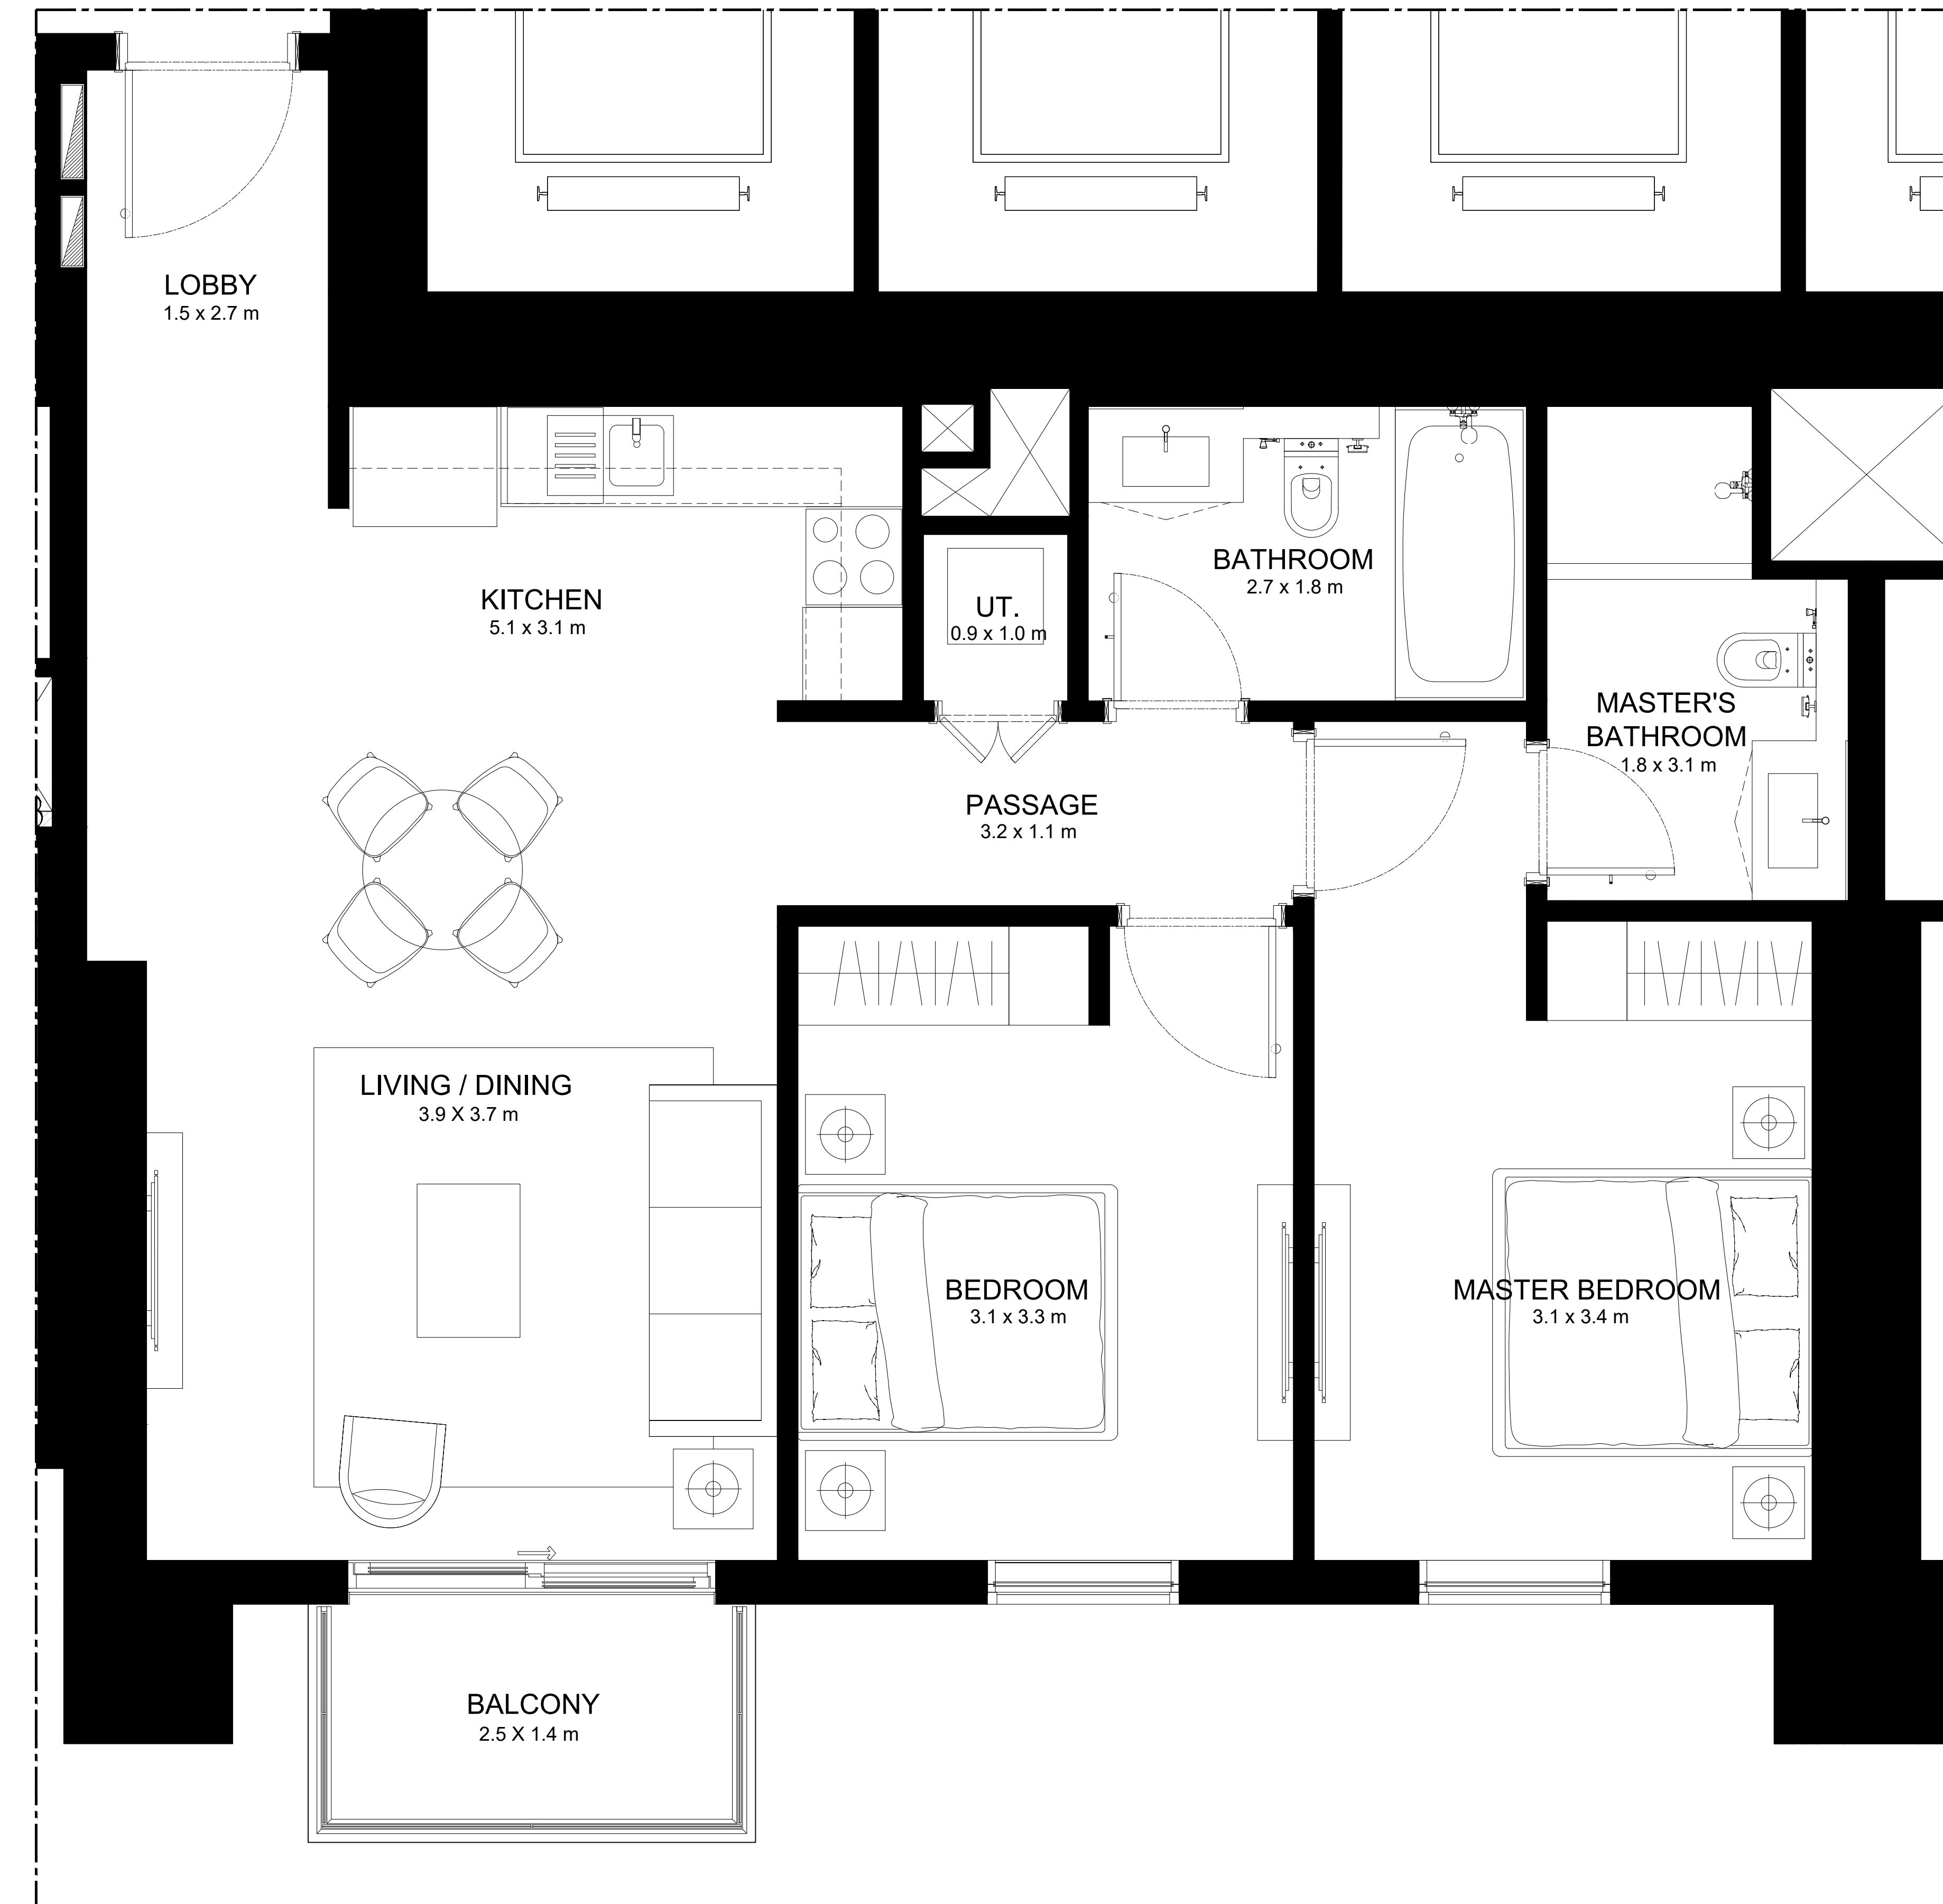 LOBBY
1.5 x 2.7 m
KITCHEN
5.1 x 3.1 m
UT.
0.9 x 1.0 m
BATHROOM
2.7 x 1.8 m
MASTER'S
BATHROOM
1.8 x 3.1 m
PASSAGE
3.2 x 1.1 m
LIVING / DINING
3.9 X 3.7 m
BEDROOM
3.1 x 3.3 m
MASTER BEDROOM
3.1 x 3.4 m
BALCONY
2.5 X 1.4 m